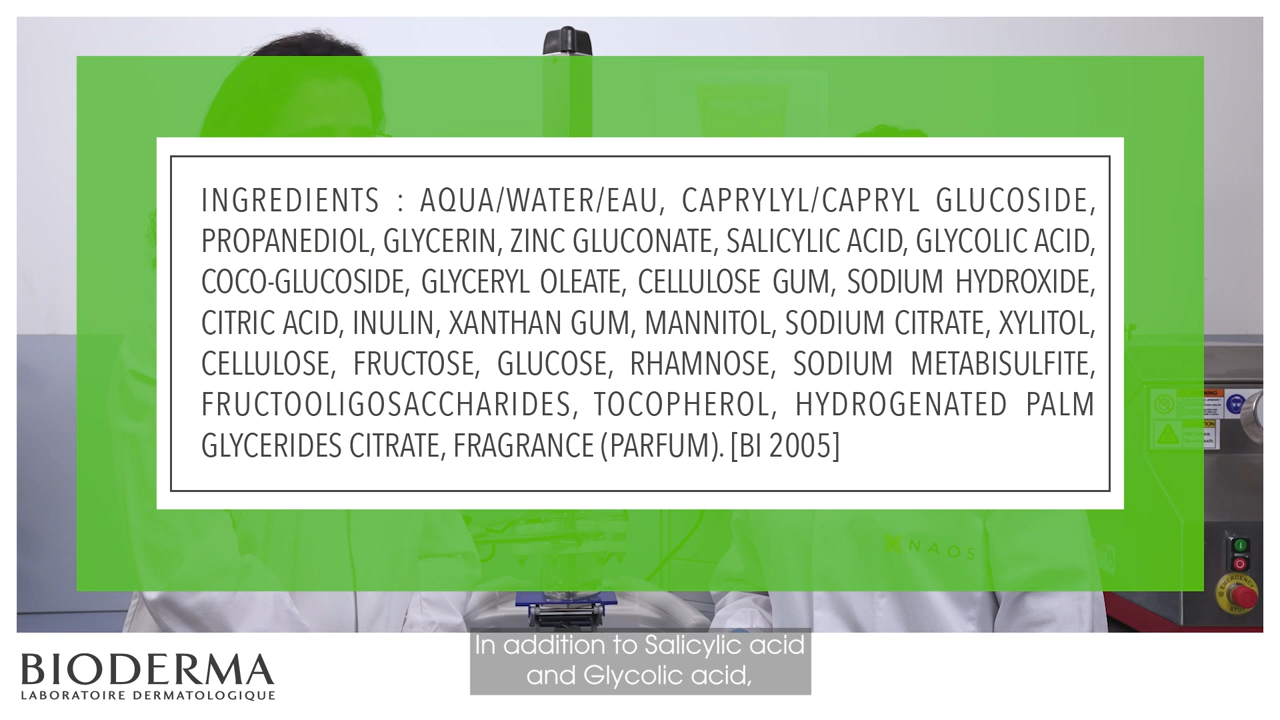 INGREDIENTS : AQUA/WATER/EAU, CAPRYLYL/CAPRYL GLUCOSIDE,
PROPANEDIOL, GLYCERIN, ZINC GLUCONATE, SALICYLIC ACID, GLYCOLIC ACID,
COCO-GLUCOSIDE, GLYCERYL OLEATE, CELLULOSE GUM, SODIUM HYDROXIDE,
CITRIC ACID, INULIN, XANTHAN GUM, MANNITOL, SODIUM CITRATE, XYLITOL,
CELLULOSE, FRUCTOSE, GLUCOSE, RHAMNOSE, SODIUM METABISULFITE,
FRUCTOOLIGOSACCHARIDES, TOCOPHEROL, HYDROGENATED PALM
GLYCERIDES CITRATE, FRAGRANCE (PARFUM). [BI 2005]
NAOS
EMERGENCY
In addition to Salicylic acid
and Glycolic acid,
BIODERMA
LABORATOIRE DERMATOLOGIQUE